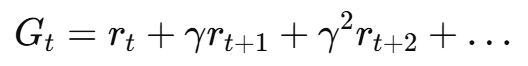 G_t = r_t + γr_{t+1} + γ^2 r_{t+2} + ...